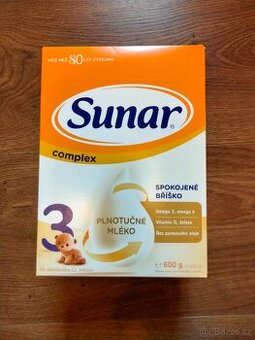 VÍCE NEŽ 80 LET VÝZKUMU
Sunar
complex
SPOKOJENÉ
BŘÍŠKO
3
PLNOTUČNÉ
MLÉKO
Omega 3, omega 6
Vitamin D, železo
Bez palmového oleje
℮ 600 g